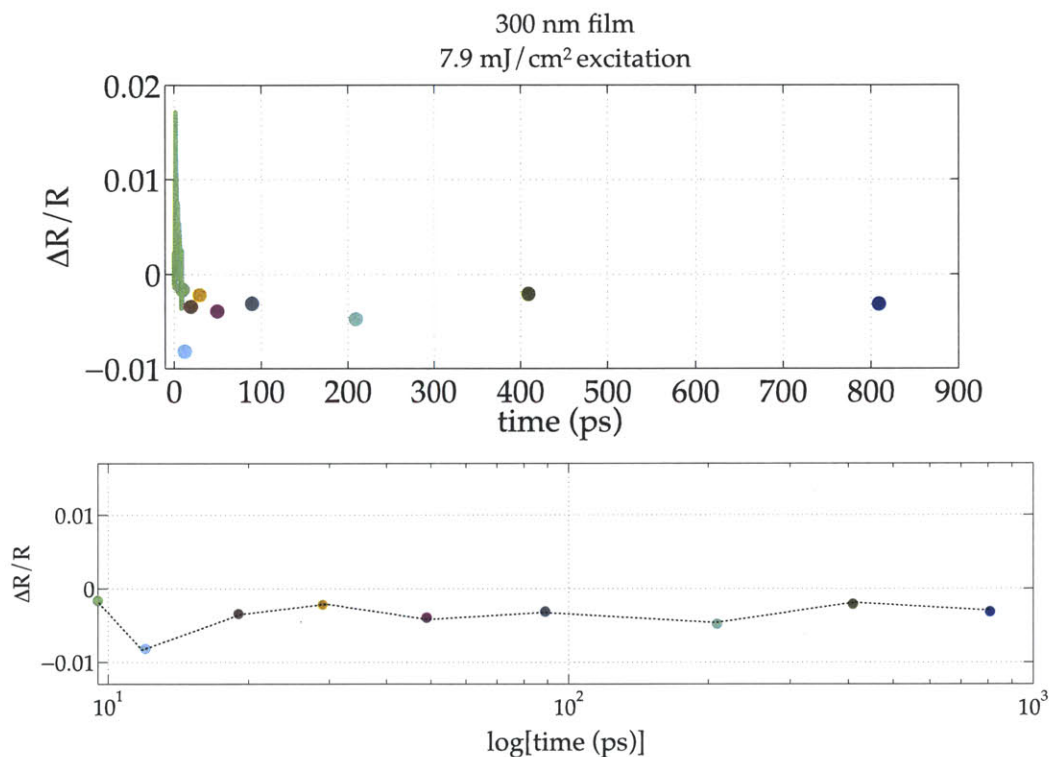 300 nm film
7.9 mJ/cm² excitation
0.02
0.01
0
−0.01
ΔR/R
0 100 200 300 400 500 600 700 800 900
time (ps)
0.01
0
−0.01
ΔR/R
10¹ 10² 10³
log[time (ps)]